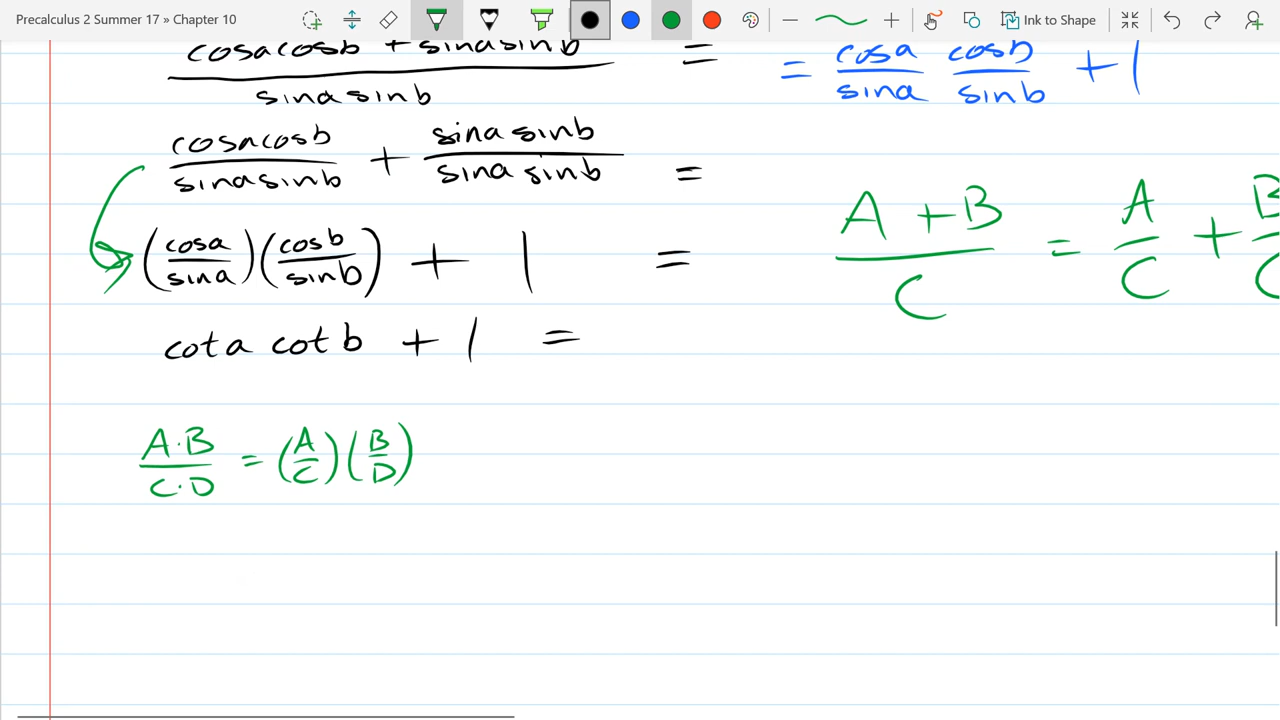 Precalculus 2 Summer 17 » Chapter 10
Ink to Shape
cosacosb + sinasinb =
sinasinb
= cosa cosb + 1
sina sinb
cosacosb + sinasinb =
sinasinb sinasinb
A + B = A + B
C C C
(cosa)(cosb) + 1 =
sina sinb
cota cotb + 1 =
A·B = (A)(B)
C·D C D